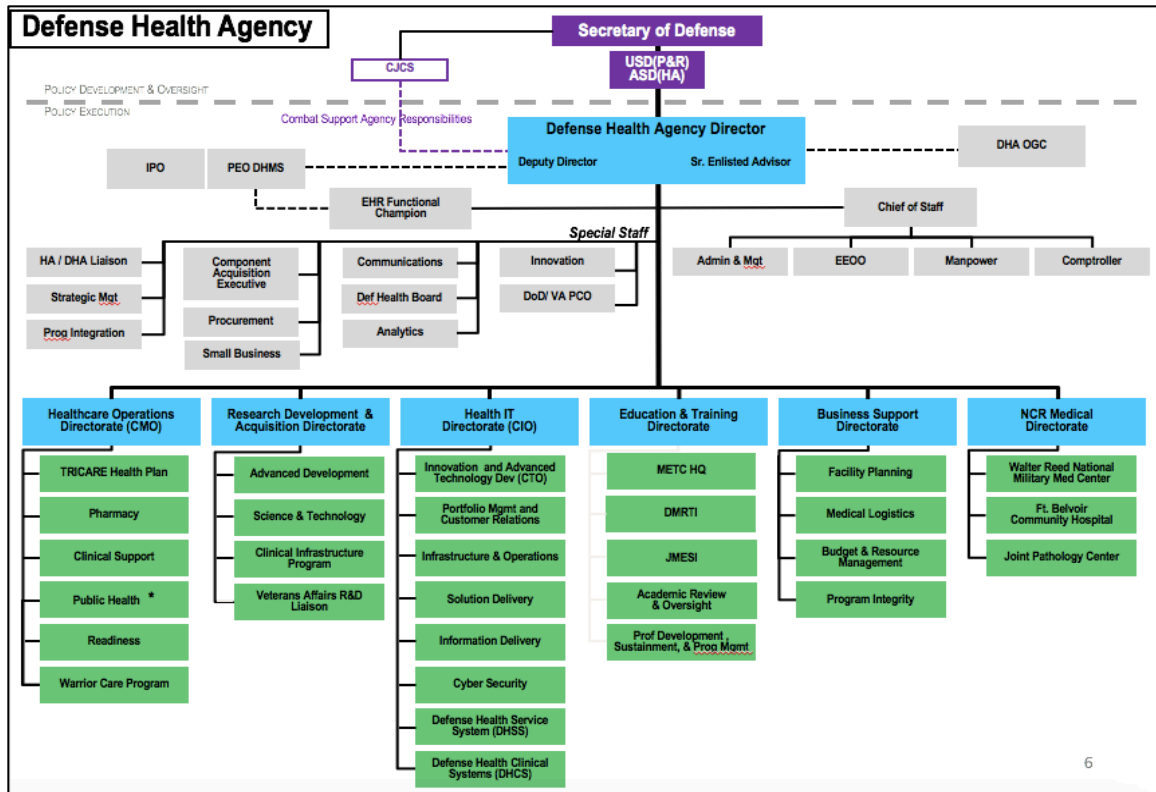 Defense Health Agency
Secretary of Defense
CJCS
USD(P&R)
ASD(HA)
POLICY DEVELOPMENT & OVERSIGHT
POLICY EXECUTION
Combat Support Agency Responsibilities
Defense Health Agency Director
Deputy Director
Sr. Enlisted Advisor
DHA OGC
IPO
PEO DHMS
EHR Functional
Champion
Chief of Staff
Special Staff
HA / DHA Liaison
Strategic Mgt
Prog Integration
Component
Acquisition
Executive
Procurement
Small Business
Communications
Def Health Board
Analytics
Innovation
DoD/ VA PCO
Admin & Mgt
EEOO
Manpower
Comptroller
Healthcare Operations
Directorate (CMO)
TRICARE Health Plan
Pharmacy
Clinical Support
Public Health *
Readiness
Warrior Care Program
Research Development &
Acquisition Directorate
Advanced Development
Science & Technology
Clinical Infrastructure
Program
Veterans Affairs R&D
Liaison
Health IT
Directorate (CIO)
Innovation and Advanced
Technology Dev (CTO)
Portfolio Mgmt and
Customer Relations
Infrastructure & Operations
Solution Delivery
Information Delivery
Cyber Security
Defense Health Service
System (DHSS)
Defense Health Clinical
Systems (DHCS)
Education & Training
Directorate
METC HQ
DMRTI
JMESI
Academic Review
& Oversight
Prof Development ,
Sustainment, & Prog Mgmt
Business Support
Directorate
Facility Planning
Medical Logistics
Budget & Resource
Management
Program Integrity
NCR Medical
Directorate
Walter Reed National
Military Med Center
Ft. Belvoir
Community Hospital
Joint Pathology Center
6